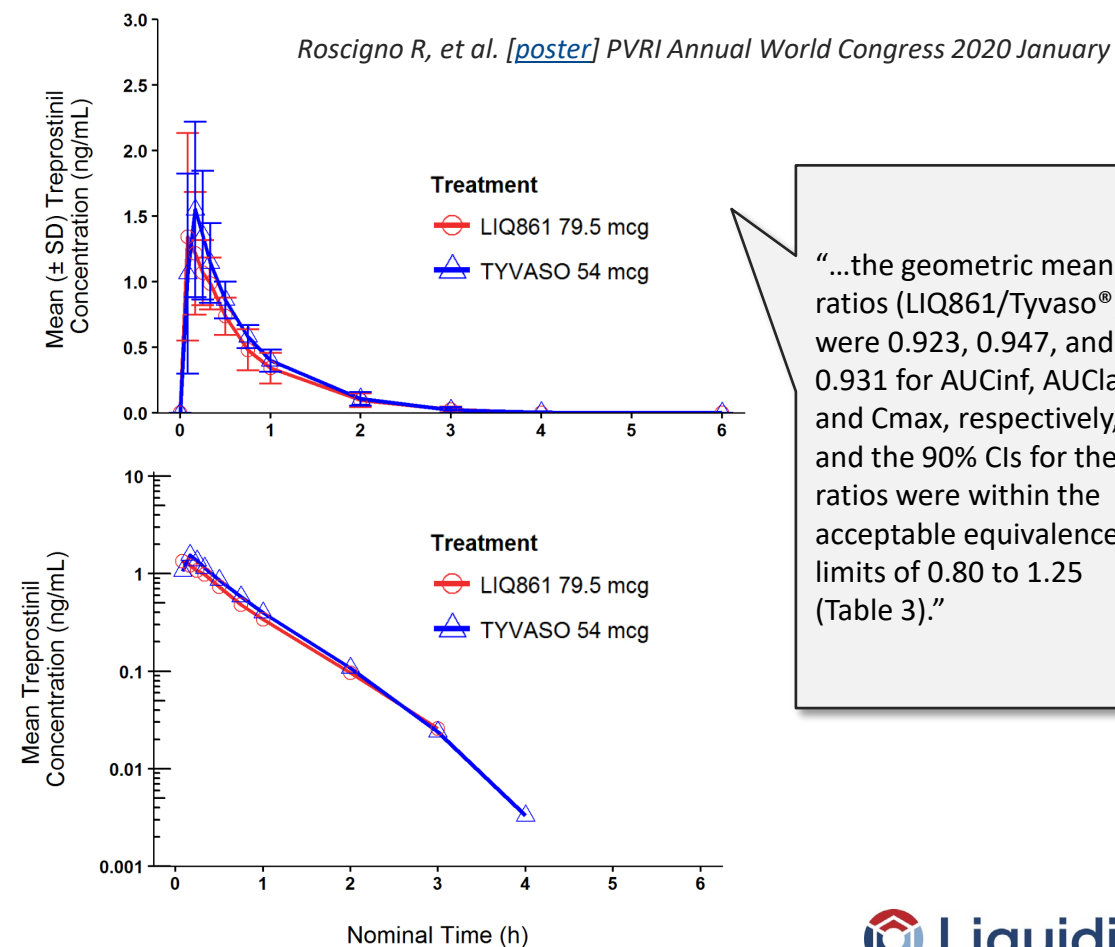 Roscigno R, et al. [poster] PVRI Annual World Congress 2020 January
3.0
2.5
2.0
1.5
1.0
0.5
0.0
Mean (± SD) Treprostinil
Concentration (ng/mL)
Treatment
LIQ861 79.5 mcg
TYVASO 54 mcg
0 1 2 3 4 5 6
“…the geometric mean
ratios (LIQ861/Tyvaso®
were 0.923, 0.947, and
0.931 for AUCinf,
and Cmax, respectively,
and the 90% CIs for the
ratios were within the
acceptable equivalence
limits of 0.80 to 1.25
(Table 3).”
10
1
0.1
0.01
0.001
Mean Treprostinil
Concentration (ng/mL)
Treatment
LIQ861 79.5 mcg
TYVASO 54 mcg
0 1 2 3 4 5 6
Nominal Time (h)